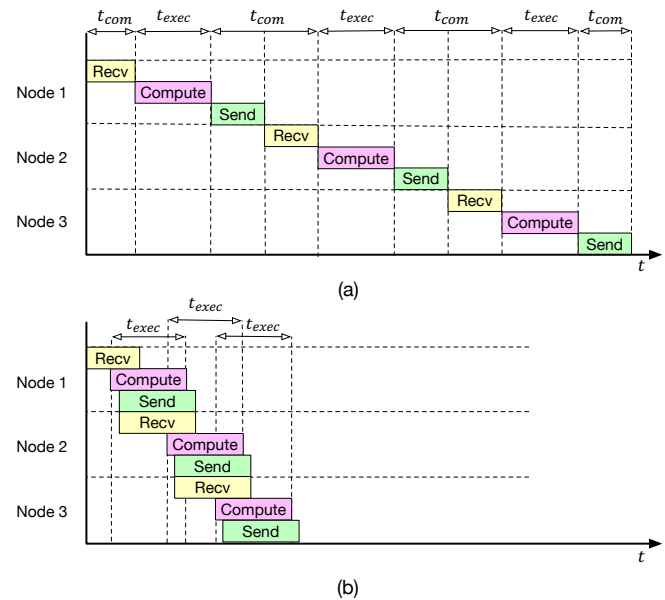 t_com t_exec t_com t_exec t_com t_exec t_com
Recv
Node 1 Compute
Send
Recv
Node 2 Compute
Send
Recv
Node 3 Compute
Send
t
(a)
t_exec
t_exec t_exec
Recv
Node 1 Compute
Send
Recv
Node 2 Compute
Send
Recv
Node 3 Compute
Send
t
(b)